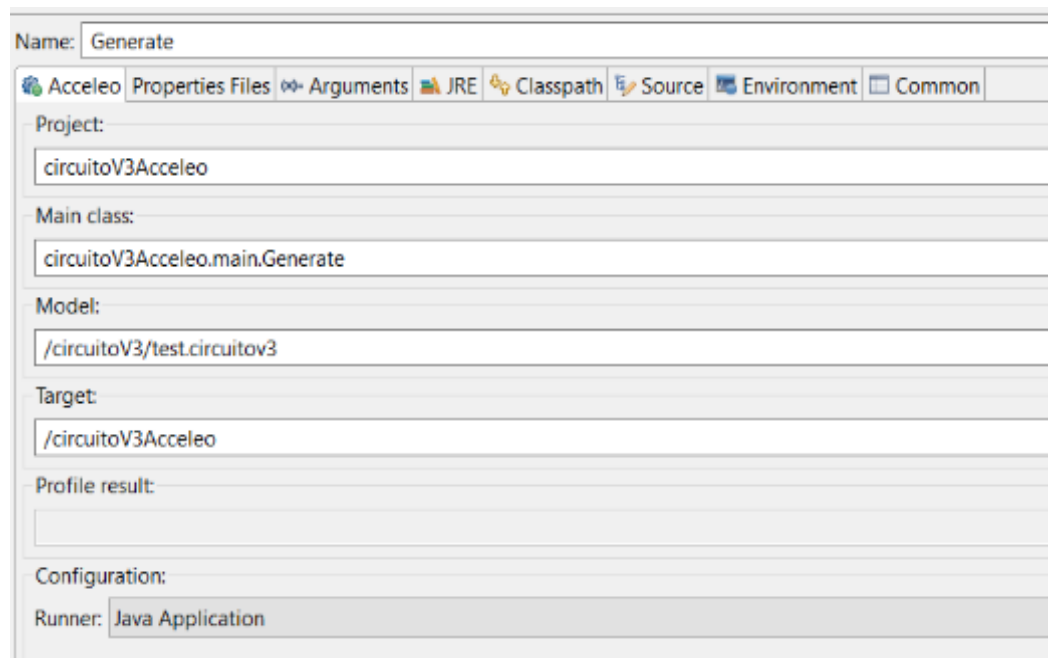 Name: Generate
Acceleo Properties Files Arguments JRE Classpath Source Environment Common
Project:
circuitoV3Acceleo
Main class:
circuitoV3Acceleo.main.Generate
Model:
/circuitoV3/test.circuitov3
Target:
/circuitoV3Acceleo
Profile result:
Configuration:
Runner: Java Application